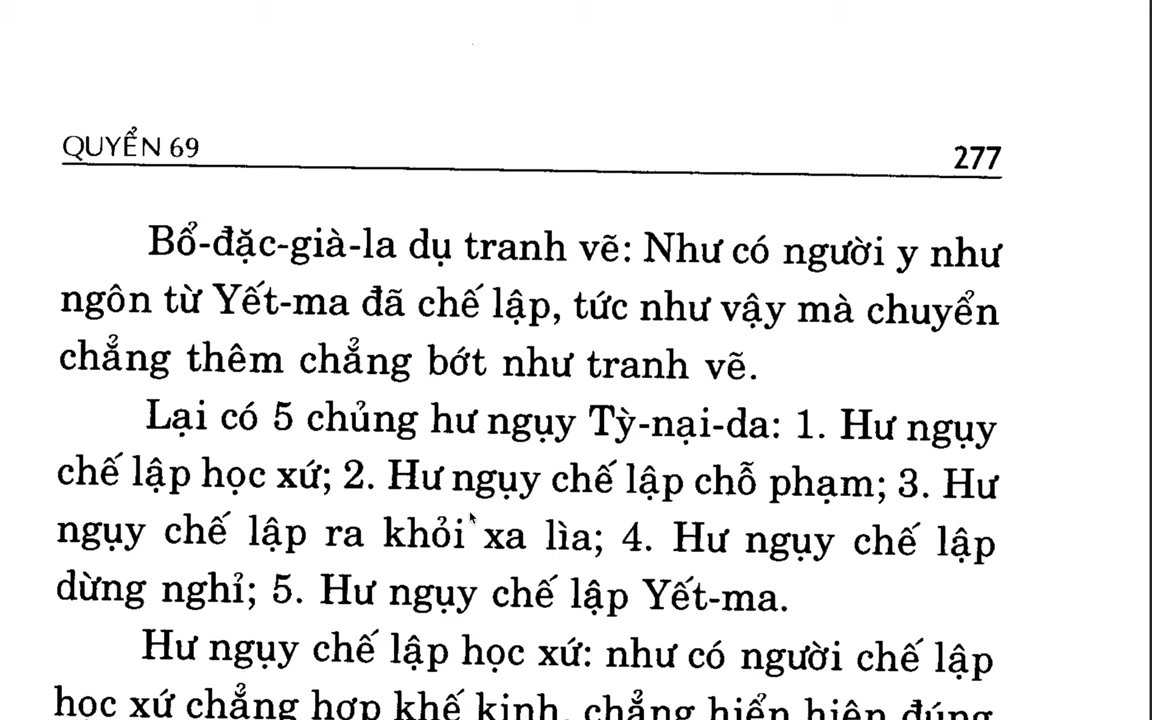 QUYỂN 69
277
Bổ-đặc-già-la dụ tranh vẽ: Như có người y như
ngôn từ Yết-ma đã chế lập, tức như vậy mà chuyển
chẳng thêm chẳng bớt như tranh vẽ.
Lại có 5 chủng hư ngụy Tỳ-nại-da: 1. Hư ngụy
chế lập học xứ; 2. Hư ngụy chế lập chỗ phạm; 3. Hư
ngụy chế lập ra khỏi xa lìa; 4. Hư ngụy chế lập
dừng nghỉ; 5. Hư ngụy chế lập Yết-ma.
Hư ngụy chế lập học xứ: như có người chế lập
học xứ chẳng hợp khế kinh, chẳng hiển hiện đúng